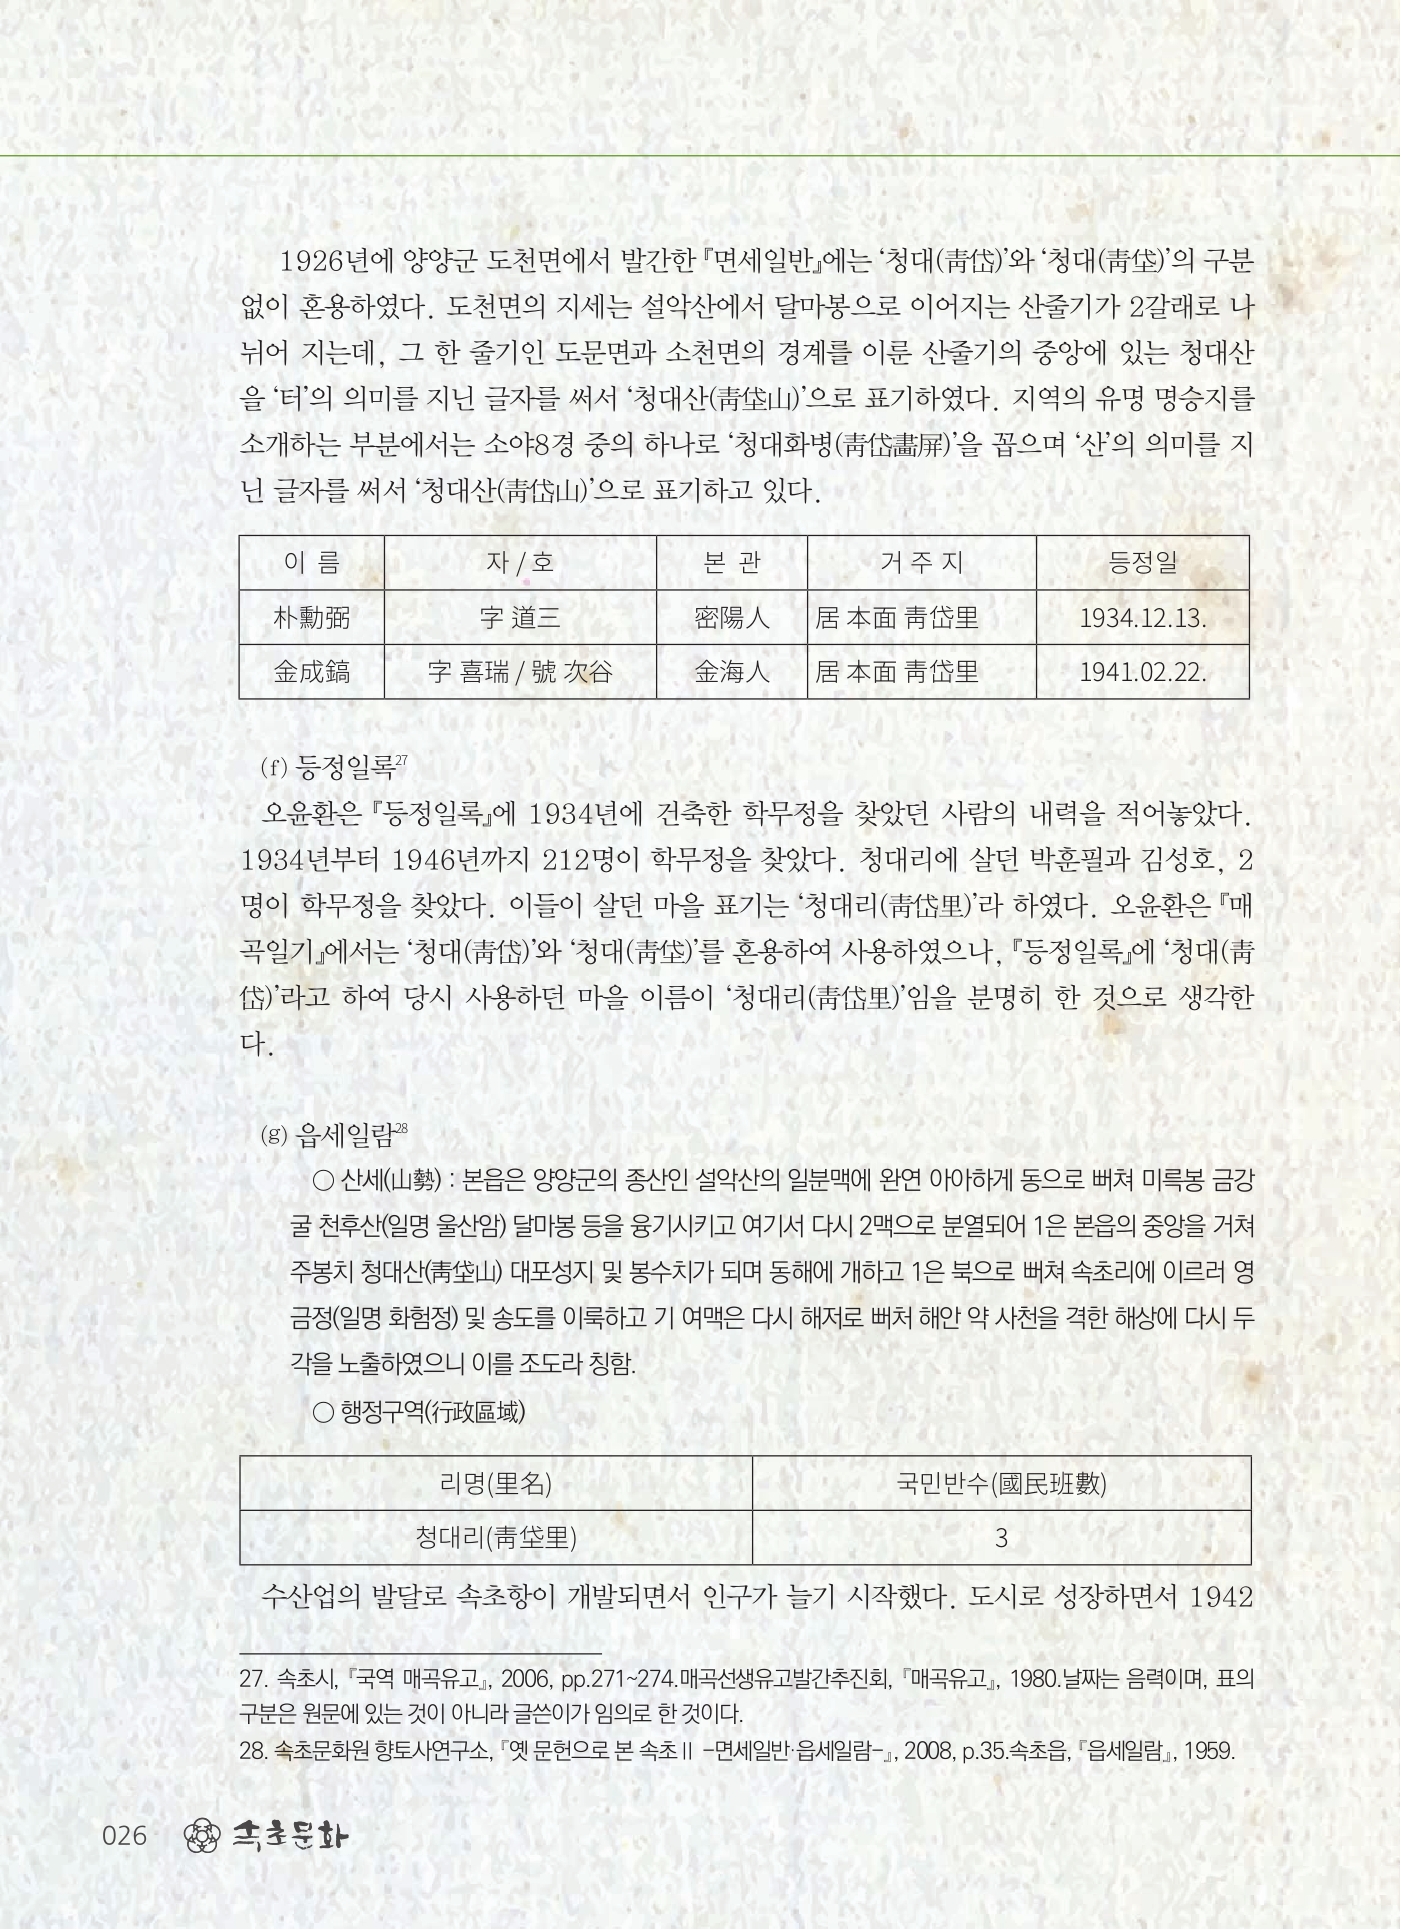 1926년에 양양군 도천면에서 발간한 『면세일반』에는 ‘청대(靑岱)’와 ‘청대(靑垈)’의 구분
없이 혼용하였다. 도천면의 지세는 설악산에서 달마봉으로 이어지는 산줄기가 2갈래로 나
뉘어 지는데, 그 한 줄기인 도문면과 소천면의 경계를 이룬 산줄기의 중앙에 있는 청대산
을 ‘터’의 의미를 지닌 글자를 써서 ‘청대산(靑垈山)’으로 표기하였다. 지역의 유명 명승지를
소개하는 부분에서는 소야8경 중의 하나로 ‘청대화병(靑岱畵屛)’을 꼽으며 ‘산’의 의미를 지
닌 글자를 써서 ‘청대산(靑岱山)’으로 표기하고 있다.
이 름 자 / 호 본 관 거 주 지 등정일
朴勳弼 字 道三 密陽人 居 本面 靑岱里 1934.12.13.
金成鎬 字 喜瑞 / 號 次谷 金海人 居 本面 靑岱里 1941.02.22.
(f) 등정일록27
오윤환은 『등정일록』에 1934년에 건축한 학무정을 찾았던 사람의 내력을 적어놓았다.
1934년부터 1946년까지 212명이 학무정을 찾았다. 청대리에 살던 박훈필과 김성호, 2
명이 학무정을 찾았다. 이들이 살던 마을 표기는 ‘청대리(靑岱里)’라 하였다. 오윤환은 『매
곡일기』에서는 ‘청대(靑岱)’와 ‘청대(靑垈)’를 혼용하여 사용하였으나, 『등정일록』에 ‘청대(靑
岱)’라고 하여 당시 사용하던 마을 이름이 ‘청대리(靑岱里)’임을 분명히 한 것으로 생각한
다.
(g) 읍세일람28
○ 산세(山勢) : 본읍은 양양군의 종산인 설악산의 일분맥에 완연 아아하게 동으로 뻐쳐 미륵봉 금강
굴 천후산(일명 울산암) 달마봉 등을 융기시키고 여기서 다시 2맥으로 분열되어 1은 본읍의 중앙을 거쳐
주봉치 청대산(靑垈山) 대포성지 및 봉수치가 되며 동해에 개하고 1은 북으로 뻐쳐 속초리에 이르러 영
금정(일명 화험정) 및 송도를 이룩하고 기 여맥은 다시 해저로 뻐처 해안 약 사천을 격한 해상에 다시 두
각을 노출하였으니 이를 조도라 칭함.
○ 행정구역(行政區域)
리명(里名) 국민반수(國民班數)
청대리(靑垈里) 3
수산업의 발달로 속초항이 개발되면서 인구가 늘기 시작했다. 도시로 성장하면서 1942
27. 속초시, 『국역 매곡유고』, 2006, pp.271~274.매곡선생유고발간추진회, 『매곡유고』, 1980.날짜는 음력이며, 표의
구분은 원문에 있는 것이 아니라 글쓴이가 임의로 한 것이다.
28. 속초문화원 향토사연구소, 『옛 문헌으로 본 속초Ⅱ -면세일반·읍세일람-』, 2008, p.35.속초읍, 『읍세일람』, 1959.
026 속초문화